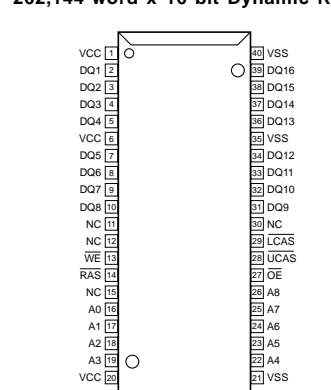 262,144-word x 16-bit Dynamic R
VCC 1 40 VSS
DQ1 2 39 DQ16
DQ2 3 38 DQ15
DQ3 4 37 DQ14
DQ4 5 36 DQ13
VCC 6 35 VSS
DQ5 7 34 DQ12
DQ6 8 33 DQ11
DQ7 9 32 DQ10
DQ8 10 31 DQ9
NC 11 30 NC
NC 12 29 LCAS
WE 13 28 UCAS
RAS 14 27 OE
NC 15 26 A8
A0 16 25 A7
A1 17 24 A6
A2 18 23 A5
A3 19 22 A4
VCC 20 21 VSS